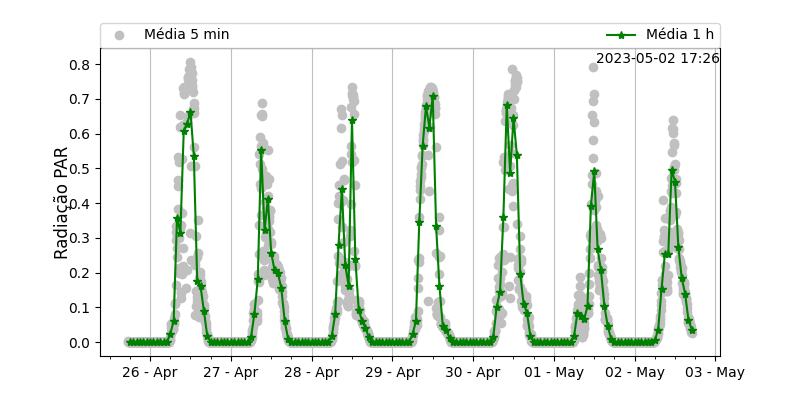 Média 5 min
Média 1 h
2023-05-02 17:26
Radiação PAR
0.8
0.7
0.6
0.5
0.4
0.3
0.2
0.1
0.0
26 - Apr
27 - Apr
28 - Apr
29 - Apr
30 - Apr
01 - May
02 - May
03 - May